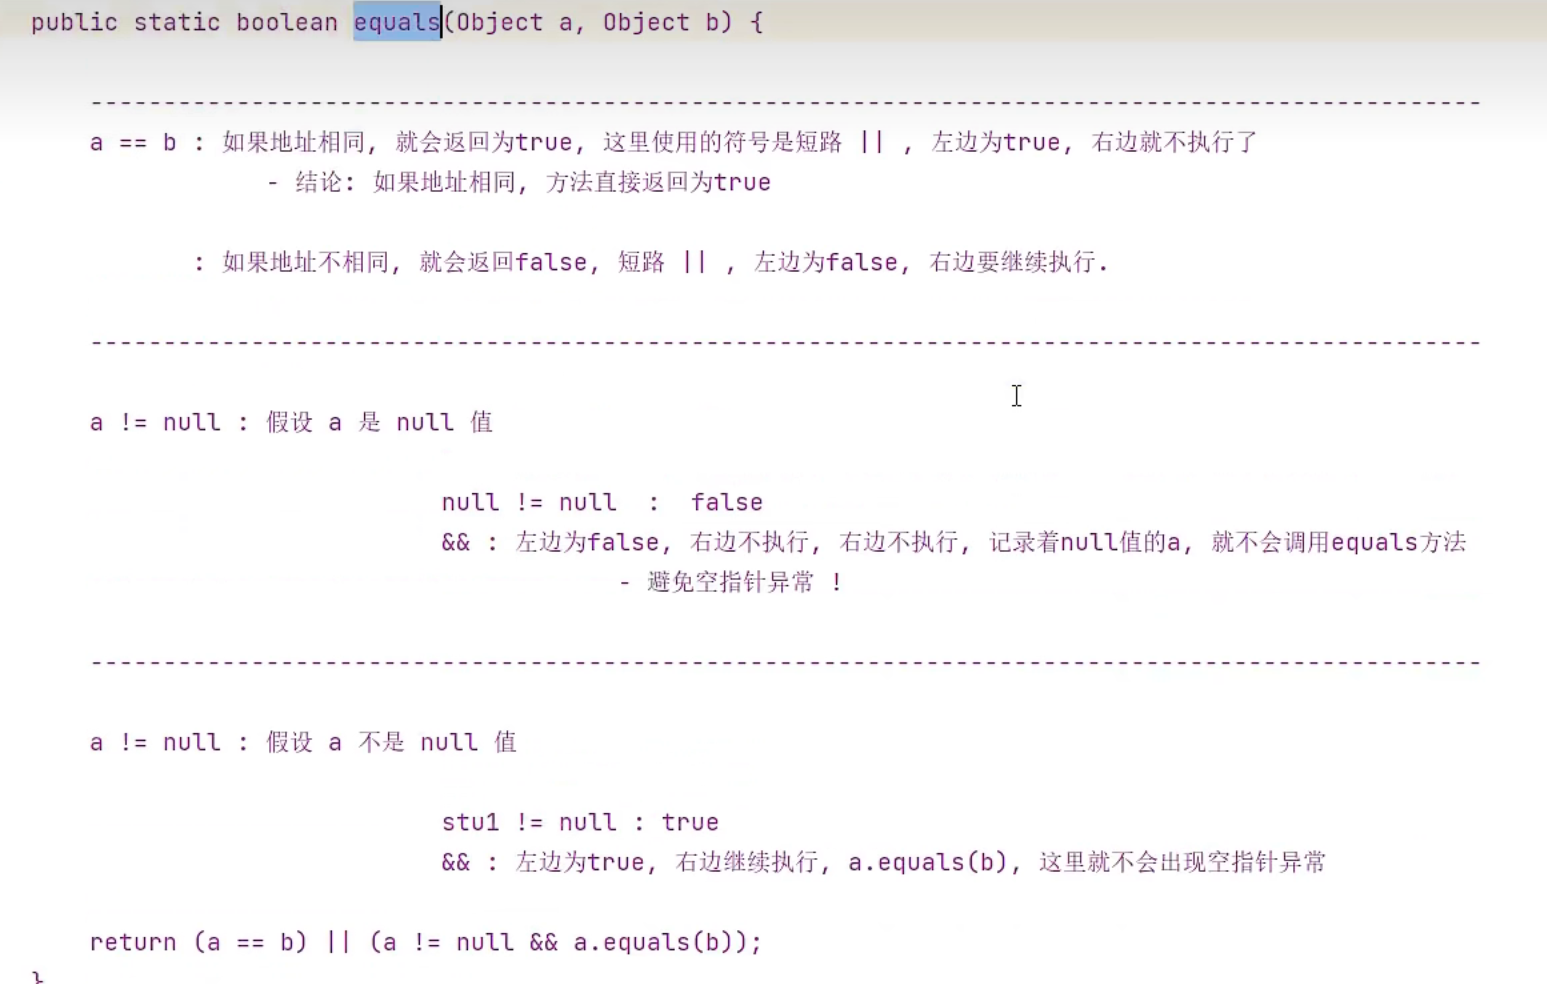 public static boolean equals(Object a, Object b) {
--------------------------------------------------------------------------------------------
a == b : 如果地址相同, 就会返回为true, 这里使用的符号是短路 || , 左边为true, 右边就不执行了
- 结论: 如果地址相同, 方法直接返回为true
: 如果地址不相同, 就会返回false, 短路 || , 左边为false, 右边要继续执行.
--------------------------------------------------------------------------------------------
a != null : 假设 a 是 null 值
null != null : false
&& : 左边为false, 右边不执行, 右边不执行, 记录着null值的a, 就不会调用equals方法
- 避免空指针异常 !
--------------------------------------------------------------------------------------------
a != null : 假设 a 不是 null 值
stu1 != null : true
&& : 左边为true, 右边继续执行, a.equals(b), 这里就不会出现空指针异常
return (a == b) || (a != null && a.equals(b));
}